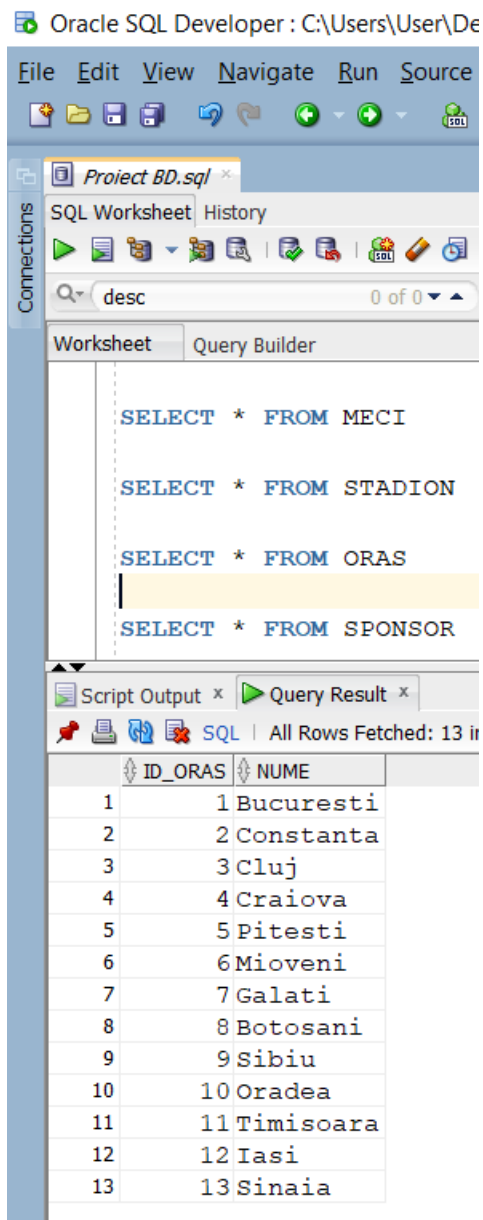 Oracle SQL Developer : C:\Users\User\De
File Edit View Navigate Run Source
SQL
Connections
Proiect BD.sql
SQL Worksheet History
SQL
desc 0 of 0
Worksheet Query Builder
SELECT * FROM MECI
SELECT * FROM STADION
SELECT * FROM ORAS
SELECT * FROM SPONSOR
Script Output x Query Result x
SQL | All Rows Fetched: 13 in
ID_ORAS NUME
1 1 Bucuresti
2 2 Constanta
3 3 Cluj
4 4 Craiova
5 5 Pitesti
6 6 Mioveni
7 7 Galati
8 8 Botosani
9 9 Sibiu
10 10 Oradea
11 11 Timisoara
12 12 Iasi
13 13 Sinaia